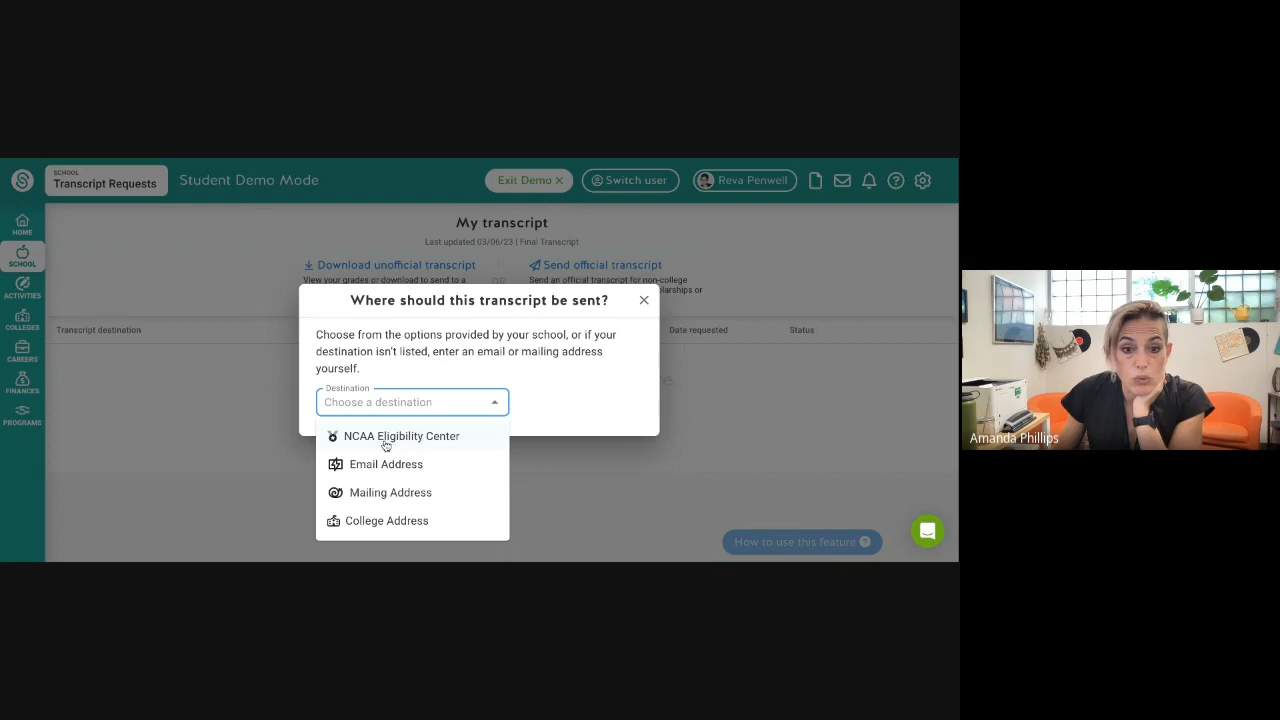 SCHOOL
Transcript Requests
Student Demo Mode
Exit Demo ×
Switch user
Reva Penwell
HOME
SCHOOL
ACTIVITIES
COLLEGES
CAREERS
FINANCES
PROGRAMS
My transcript
Last updated 03/06/23 | Final Transcript
Download unofficial transcript
View your grades or download to send to a
OR
Send official transcript
Send an official transcript for non-college
olarships or
Transcript destination
Date requested
Status
Where should this transcript be sent?
Choose from the options provided by your school, or if your
destination isn't listed, enter an email or mailing address
yourself.
Destination
Choose a destination
NCAA Eligibility Center
Email Address
Mailing Address
College Address
How to use this feature ?
Amanda Phillips